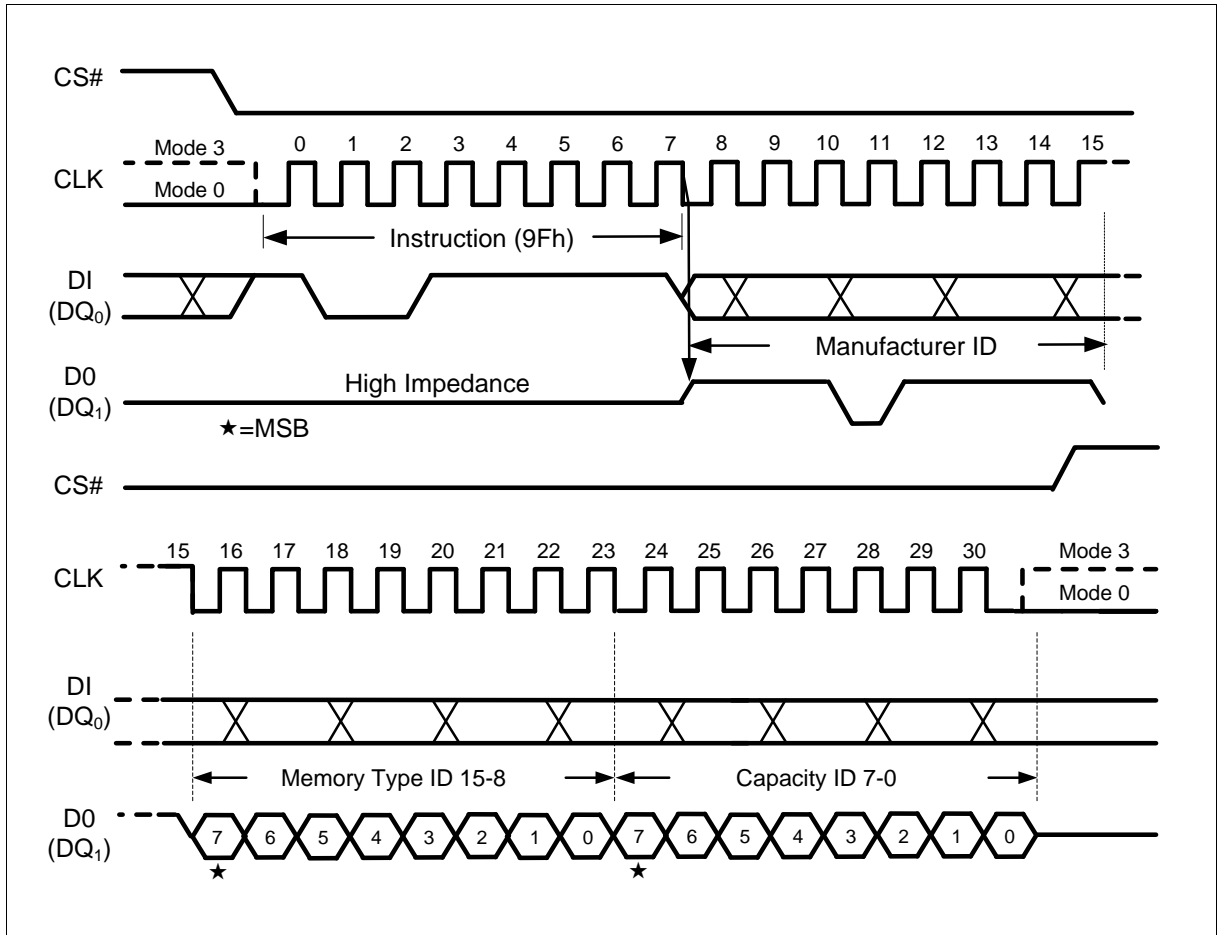 CS#
Mode 3
0 1 2 3 4 5 6 7 8 9 10 11 12 13 14 15
CLK
Mode 0
Instruction (9Fh)
DI
(DQ0)
Manufacturer ID
D0
(DQ1)
High Impedance
★=MSB
CS#
15 16 17 18 19 20 21 22 23 24 25 26 27 28 29 30
Mode 3
CLK
Mode 0
DI
(DQ0)
Memory Type ID 15-8
Capacity ID 7-0
D0
(DQ1)
7 6 5 4 3 2 1 0 7 6 5 4 3 2 1 0
★ ★